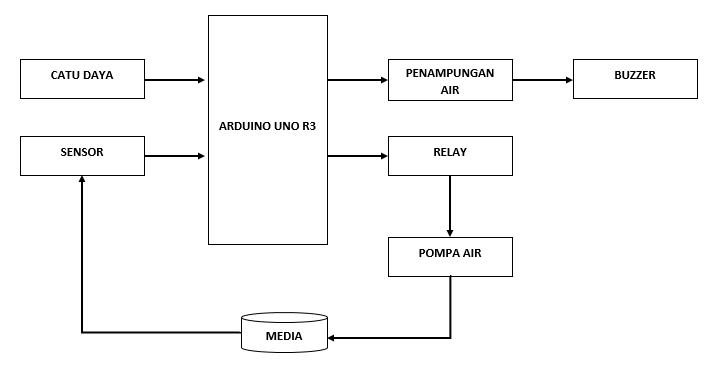 CATU DAYA
SENSOR
ARDUINO UNO R3
PENAMPUNGAN
AIR
BUZZER
RELAY
POMPA AIR
MEDIA